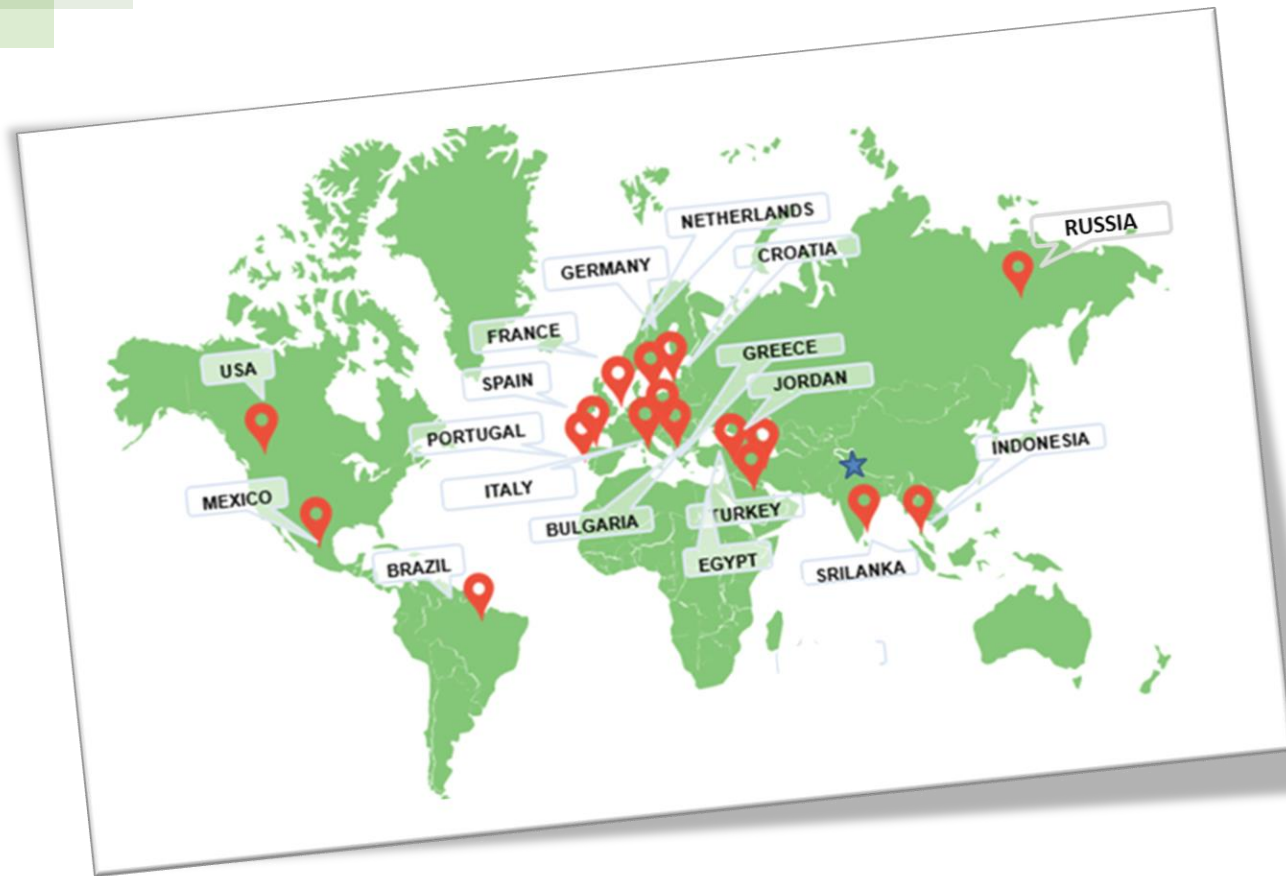 NETHERLANDS
RUSSIA
CROATIA
GERMANY
FRANCE
GREECE
USA
SPAIN
JORDAN
PORTUGAL
INDONESIA
ITALY
MEXICO
BULGARIA
TURKEY
BRAZIL
EGYPT
SRILANKA